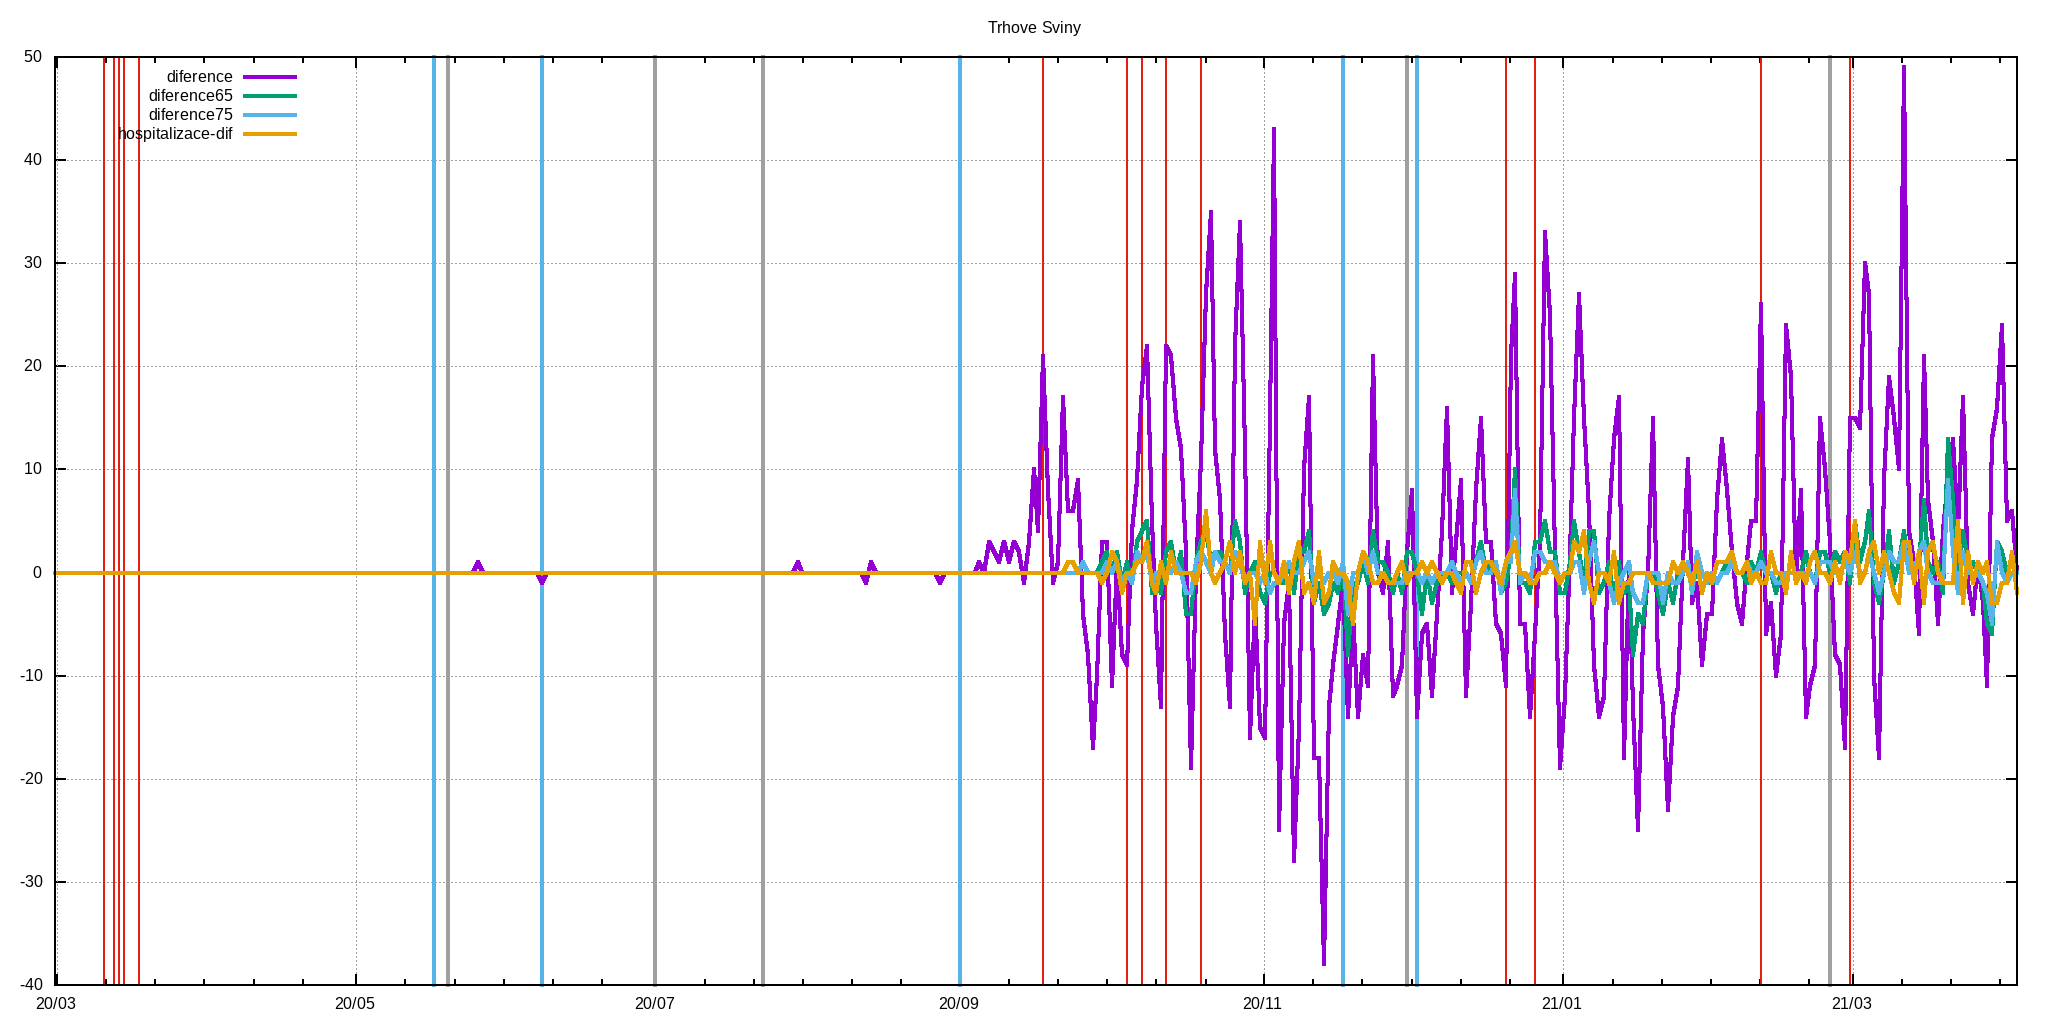 Trhove Sviny
50
40
30
20
10
0
-10
-20
-30
-40
diference
diference65
diference75
hospitalizace-dif
20/03 20/05 20/07 20/09 20/11 21/01 21/03